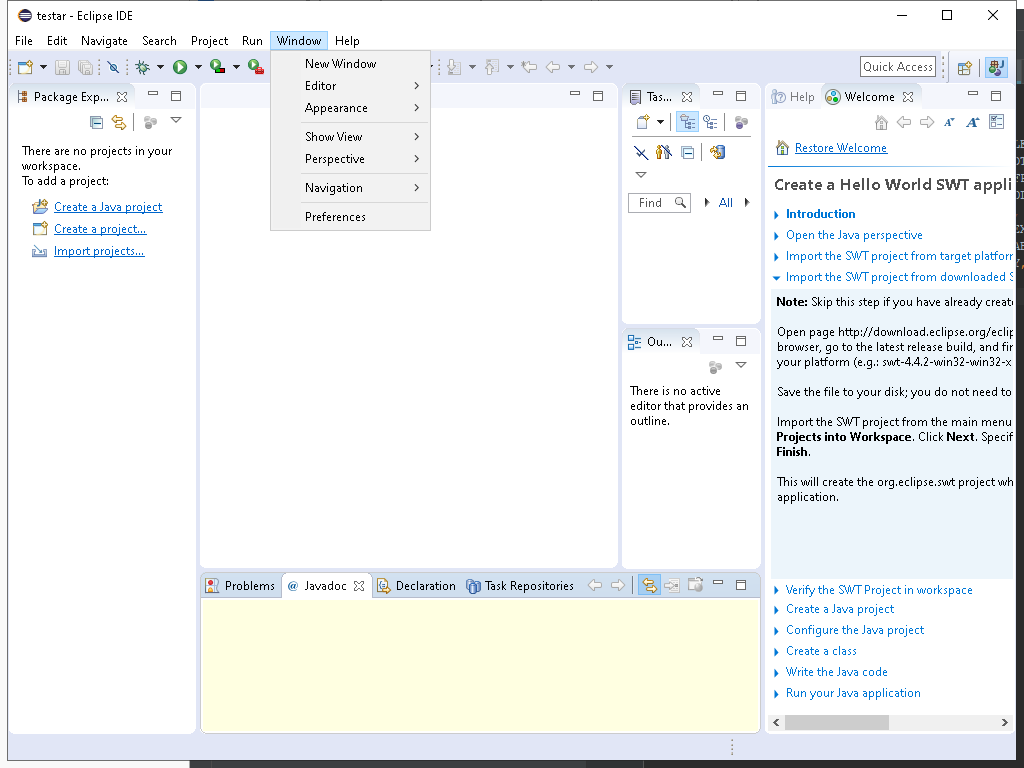 testar - Eclipse IDE
File Edit Navigate Search Project Run Window Help
Quick Access
New Window
Editor
Appearance
Show View
Perspective
Navigation
Preferences
Package Exp...
There are no projects in your
workspace.
To add a project:
Create a Java project
Create a project...
Import projects...
Tas...
Find
All
Ou...
There is no active
editor that provides an
outline.
Help Welcome
Restore Welcome
Create a Hello World SWT appli
Introduction
Open the Java perspective
Import the SWT project from target platform
Import the SWT project from downloaded S
Note: Skip this step if you have already creat
Open page http://download.eclipse.org/eclip
browser, go to the latest release build, and fin
your platform (e.g.: swt-4.4.2-win32-win32-x
Save the file to your disk; you do not need to
Import the SWT project from the main menu
Projects into Workspace. Click Next. Specif
Finish.
This will create the org.eclipse.swt project wh
application.
Verify the SWT Project in workspace
Create a Java project
Configure the Java project
Create a class
Write the Java code
Run your Java application
Problems @ Javadoc Declaration Task Repositories